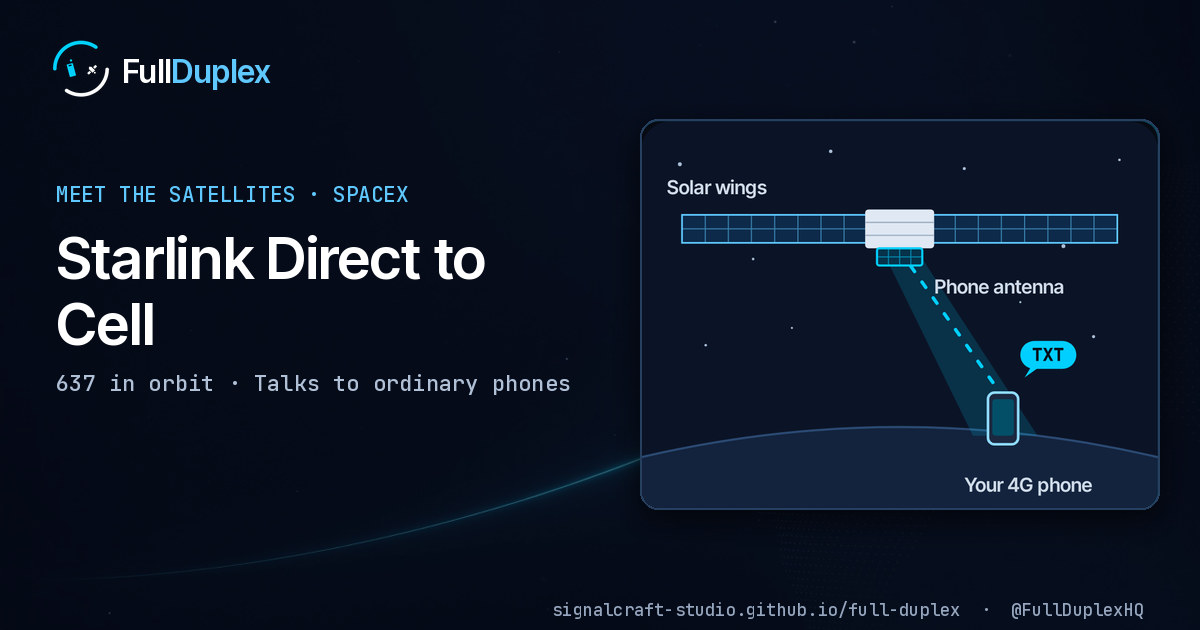 FullDuplex
MEET THE SATELLITES · SPACEX
Starlink Direct to
Cell
637 in orbit · Talks to ordinary phones
Solar wings
Phone antenna
TXT
Your 4G phone
signalcraft-studio.github.io/full-duplex · @FullDuplexHQ